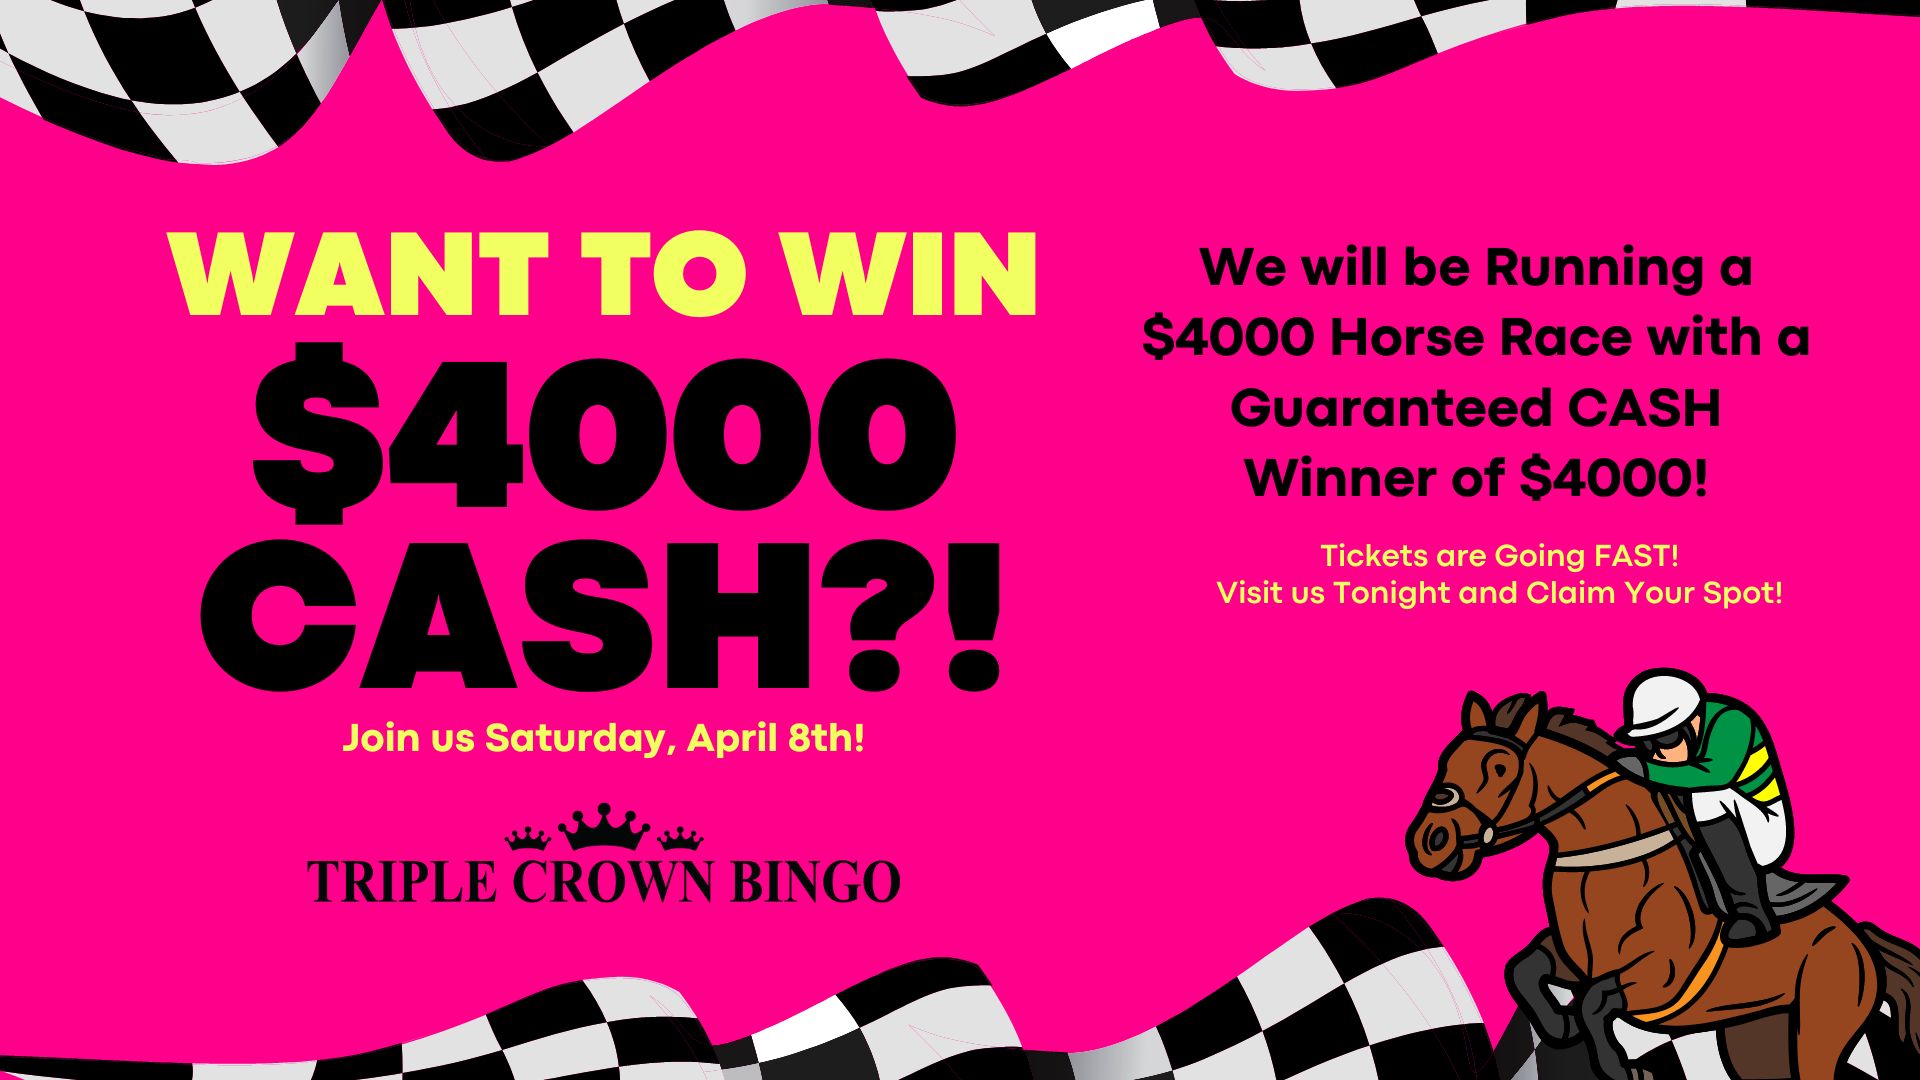 WANT TO WIN
$4000
CASH?!
Join us Saturday, April 8th!
TRIPLE CROWN BINGO
We will be Running a
$4000 Horse Race with a
Guaranteed CASH
Winner of $4000!
Tickets are Going FAST!
Visit us Tonight and Claim Your Spot!